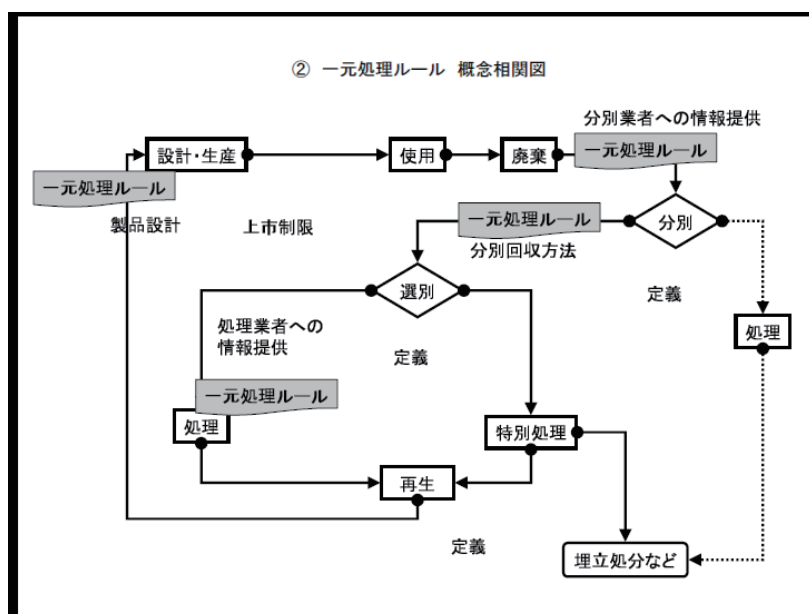 ② 一元処理ルール 概念相関図
分別業者への情報提供
設計・生産
使用
廃棄
一元処理ルール
一元処理ルール
製品設計
上市制限
一元処理ルール
分別
分別回収方法
選別
定義
処理
処理業者への
情報提供
定義
一元処理ルール
処理
特別処理
再生
定義
埋立処分など